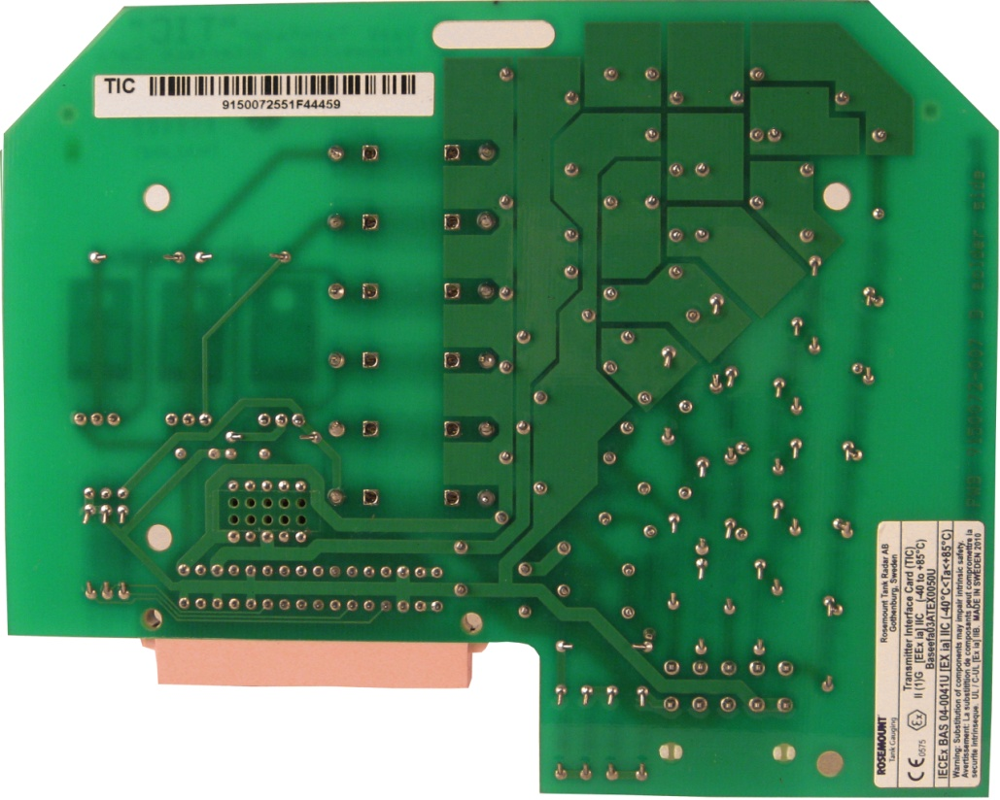 TIC
9150072551F44459
ROSEMOUNT
Tank Gauging
Rosemount Tank Radar AB
Gothenburg, Sweden
Transmitter Interface Card (TIC)
CE 0575 Ex II (1)G [EEx ia] IIC (-40 to +85°C)
Baseefa03ATEX0050U
IECEx BAS 04-0041U [EX ia] IIC (-40°C<Ta<+85°C)
Warning: Substitution of components may impair intrinsic safety.
Avertissement: La substitition de composants peut compromettre la
securite intrinseque. UL / C-UL [Ex ia] IIB. MADE IN SWEDEN 2010